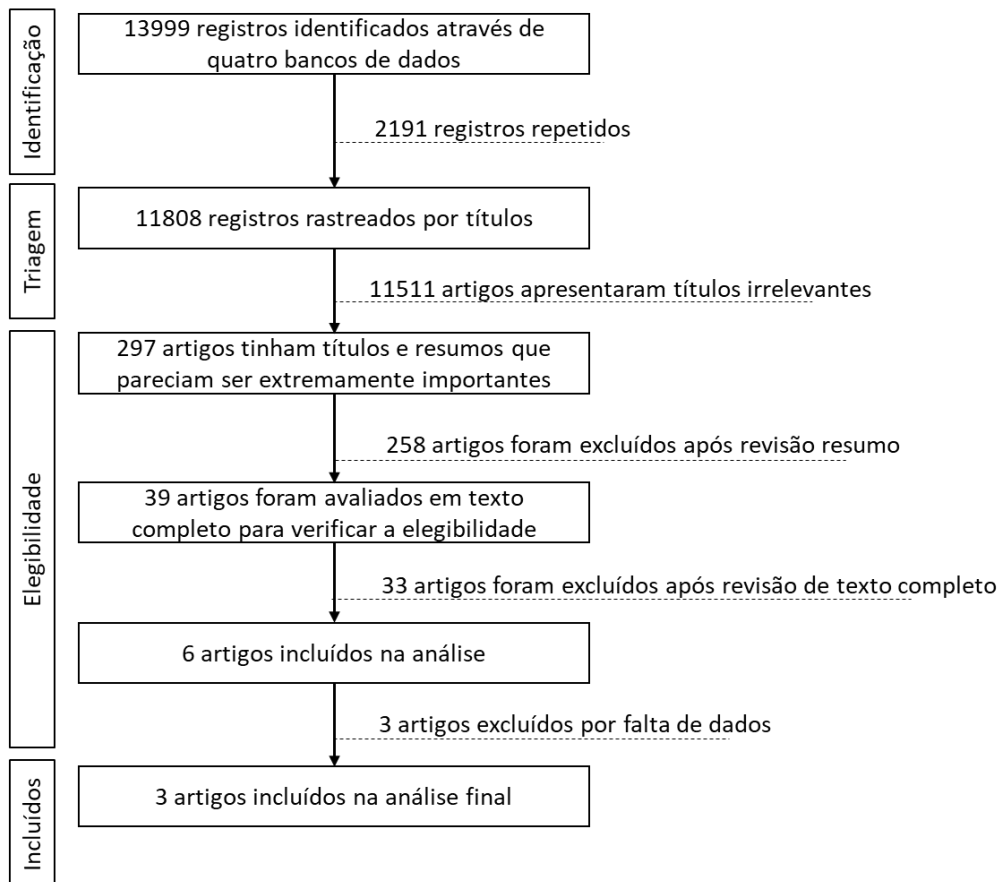 Identificação
13999 registros identificados através de
quatro bancos de dados
2191 registros repetidos
Triagem
11808 registros rastreados por títulos
11511 artigos apresentaram títulos irrelevantes
Elegibilidade
297 artigos tinham títulos e resumos que
pareciam ser extremamente importantes
258 artigos foram excluídos após revisão resumo
39 artigos foram avaliados em texto
completo para verificar a elegibilidade
33 artigos foram excluídos após revisão de texto completo
6 artigos incluídos na análise
3 artigos excluídos por falta de dados
Incluídos
3 artigos incluídos na análise final